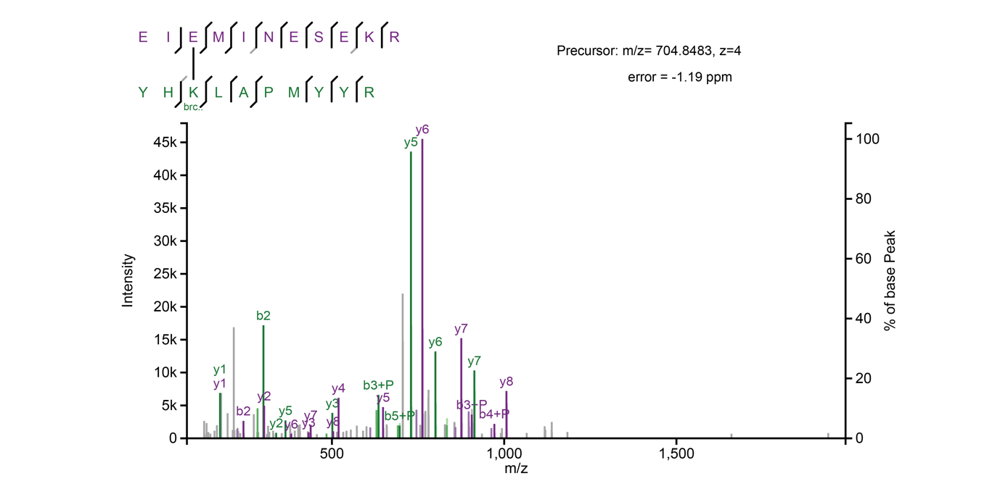 E I E M I N E S E K R
Precursor: m/z= 704.8483, z=4
error = -1.19 ppm
Y H K L A P M Y Y R
brc..
Intensity
45k
40k
35k
30k
25k
20k
15k
10k
5k
0
y6
y5
b2
y7
y6
y7
y1
y1
b2
y2
y2
y5
y6
y7
y3
y3
y4
y8
b3+P
y5
b5+P
b3+P
b4+P
y8
100
80
60
40
20
0
% of base Peak
500
1,000
1,500
m/z